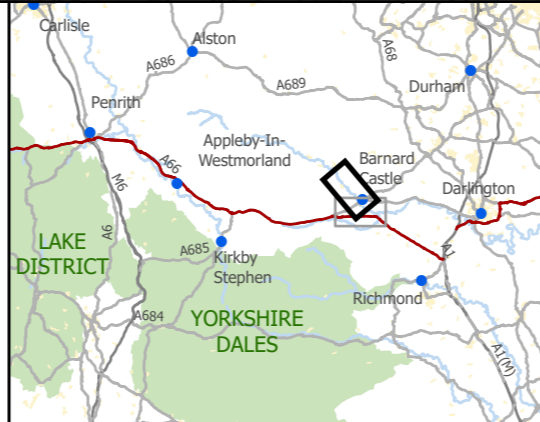 Carlisle
Alston
A68
A686
A689
Durham
Penrith
Appleby-In-
Westmorland
Barnard
Castle
A66
Darlington
M6
A6
LAKE
DISTRICT
A685
Kirkby
Stephen
A1
Richmond
A684
YORKSHIRE
DALES
A1(M)